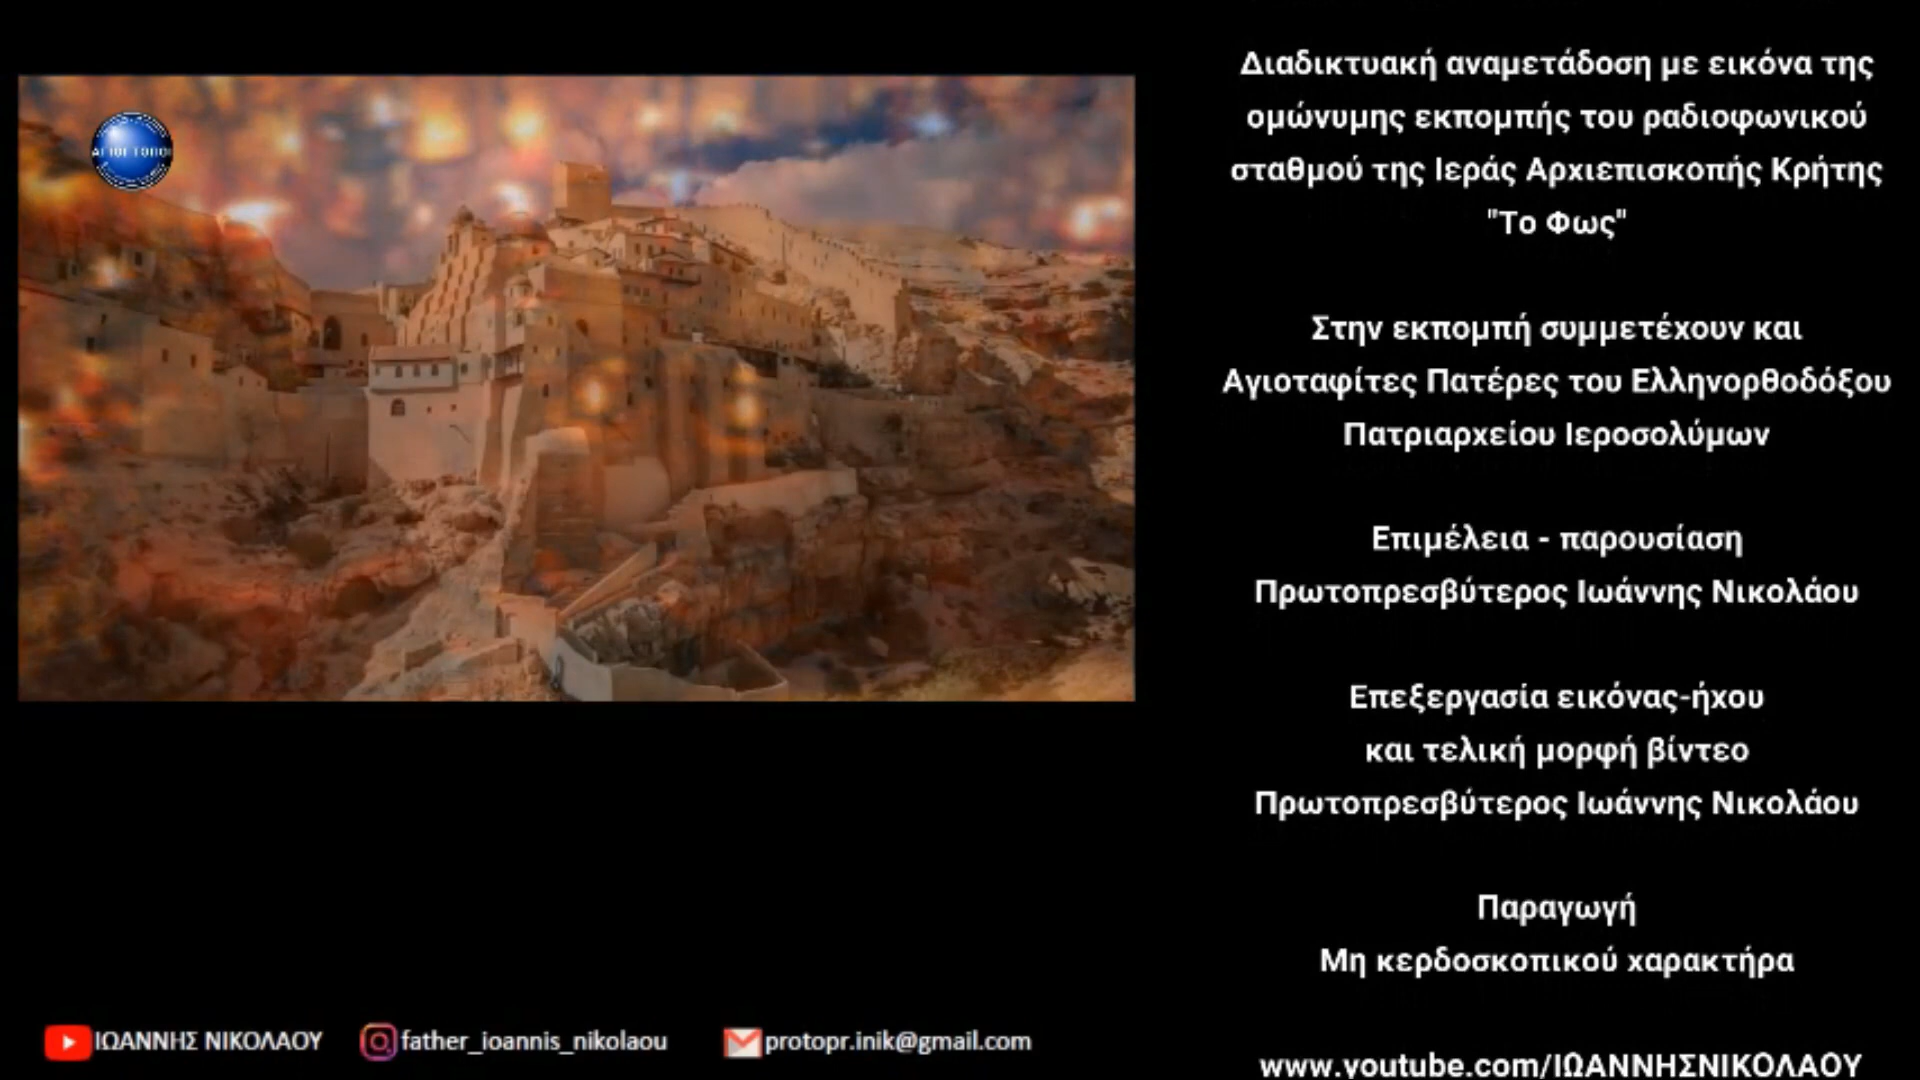 ΑΓΙΟΙ ΤΟΠΟΙ
Διαδικτυακή αναμετάδοση με εικόνα της
ομώνυμης εκπομπής του ραδιοφωνικού
σταθμού της Ιεράς Αρχιεπισκοπής Κρήτης
"Το Φως"
Στην εκπομπή συμμετέχουν και
Αγιοταφίτες Πατέρες του Ελληνορθοδόξου
Πατριαρχείου Ιεροσολύμων
Επιμέλεια - παρουσίαση
Πρωτοπρεσβύτερος Ιωάννης Νικολάου
Επεξεργασία εικόνας-ήχου
και τελική μορφή βίντεο
Πρωτοπρεσβύτερος Ιωάννης Νικολάου
Παραγωγή
Μη κερδοσκοπικού χαρακτήρα
www.youtube.com/ΙΩΑΝΝΗΣΝΙΚΟΛΑΟΥ
ΙΩΑΝΝΗΣ ΝΙΚΟΛΑΟΥ father_ioannis_nikolaou protopr.inik@gmail.com